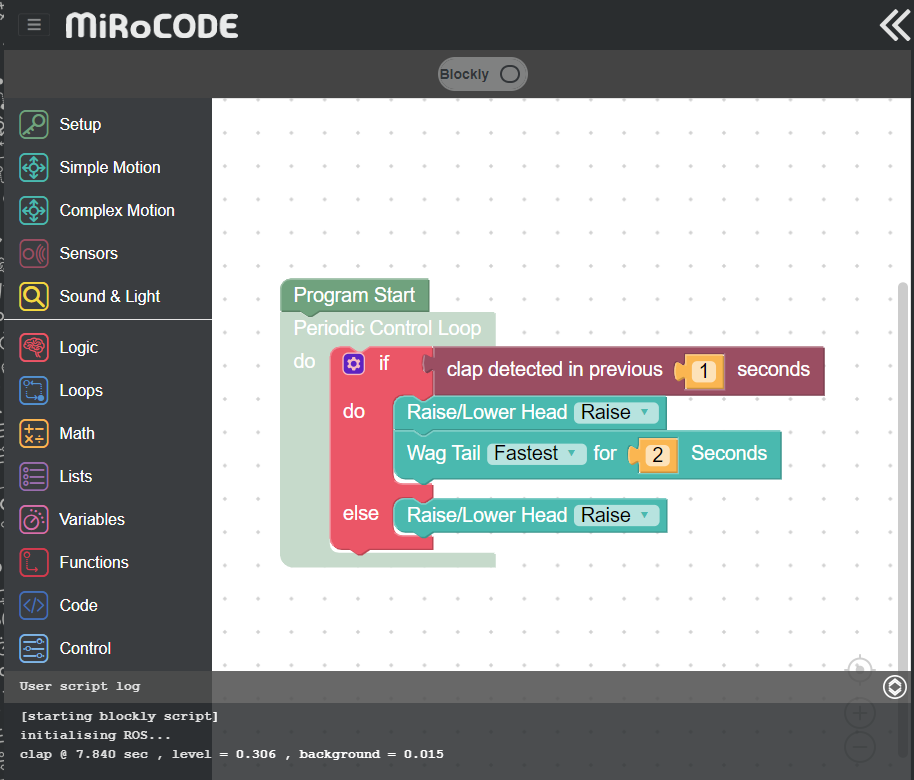 MiRoCODE
Blockly
Setup
Simple Motion
Complex Motion
Sensors
Sound & Light
Logic
Loops
Math
Lists
Variables
Functions
Code
Control
Program Start
Periodic Control Loop
do if clap detected in previous 1 seconds
do Raise/Lower Head Raise
Wag Tail Fastest for 2 Seconds
else Raise/Lower Head Raise
User script log
[starting blockly script]
initialising ROS...
clap @ 7.840 sec , level = 0.306 , background = 0.015